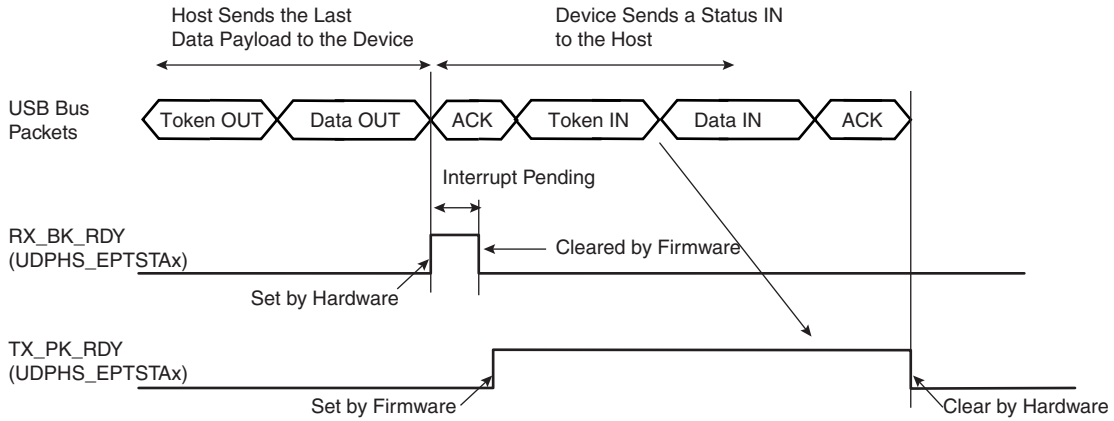 Host Sends the Last
Data Payload to the Device
Device Sends a Status IN
to the Host
USB Bus
Packets
Token OUT
Data OUT
ACK
Token IN
Data IN
ACK
Interrupt Pending
RX_BK_RDY
(UDPHS_EPTSTAx)
Cleared by Firmware
Set by Hardware
TX_PK_RDY
(UDPHS_EPTSTAx)
Set by Firmware
Clear by Hardware